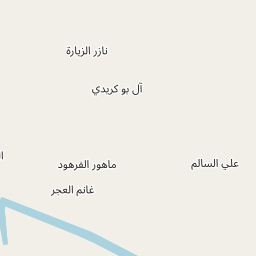 نازر الزيارة
آل بو كريدي
علي السالم
ماهور الفرهود
غانم العجر